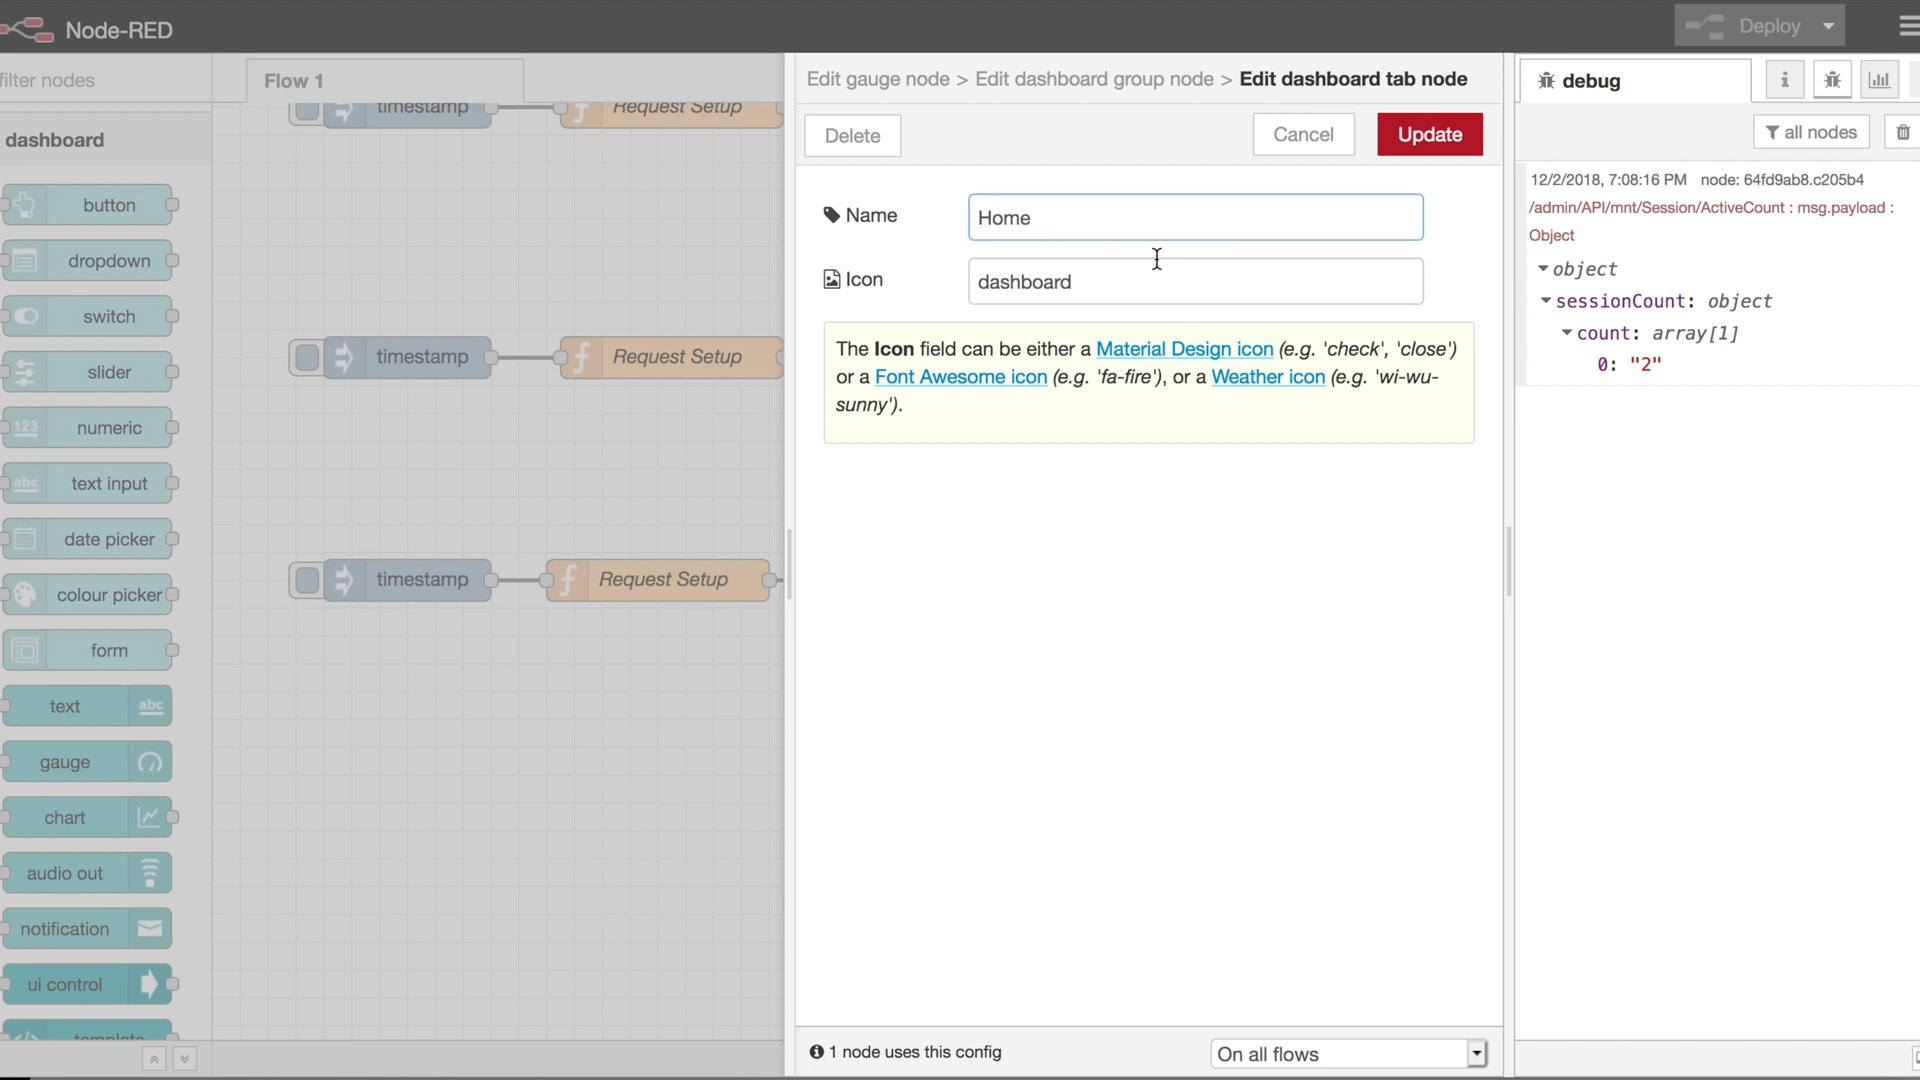 Node-RED
Deploy
filter nodes
Flow 1
Edit gauge node > Edit dashboard group node > Edit dashboard tab node
debug
i
timestamp
Request Setup
dashboard
Delete
Cancel
Update
all nodes
button
dropdown
switch
slider
123 numeric
abc text input
date picker
colour picker
form
text abc
gauge
chart
audio out
notification
ui control
template
timestamp
Request Setup
timestamp
Request Setup
Name
Home
Icon
dashboard
The Icon field can be either a Material Design icon (e.g. 'check', 'close')
or a Font Awesome icon (e.g. 'fa-fire'), or a Weather icon (e.g. 'wi-wu-
sunny').
1 node uses this config
On all flows
12/2/2018, 7:08:16 PM node: 64fd9ab8.c205b4
/admin/API/mnt/Session/ActiveCount : msg.payload :
Object
object
sessionCount: object
count: array[1]
0: "2"